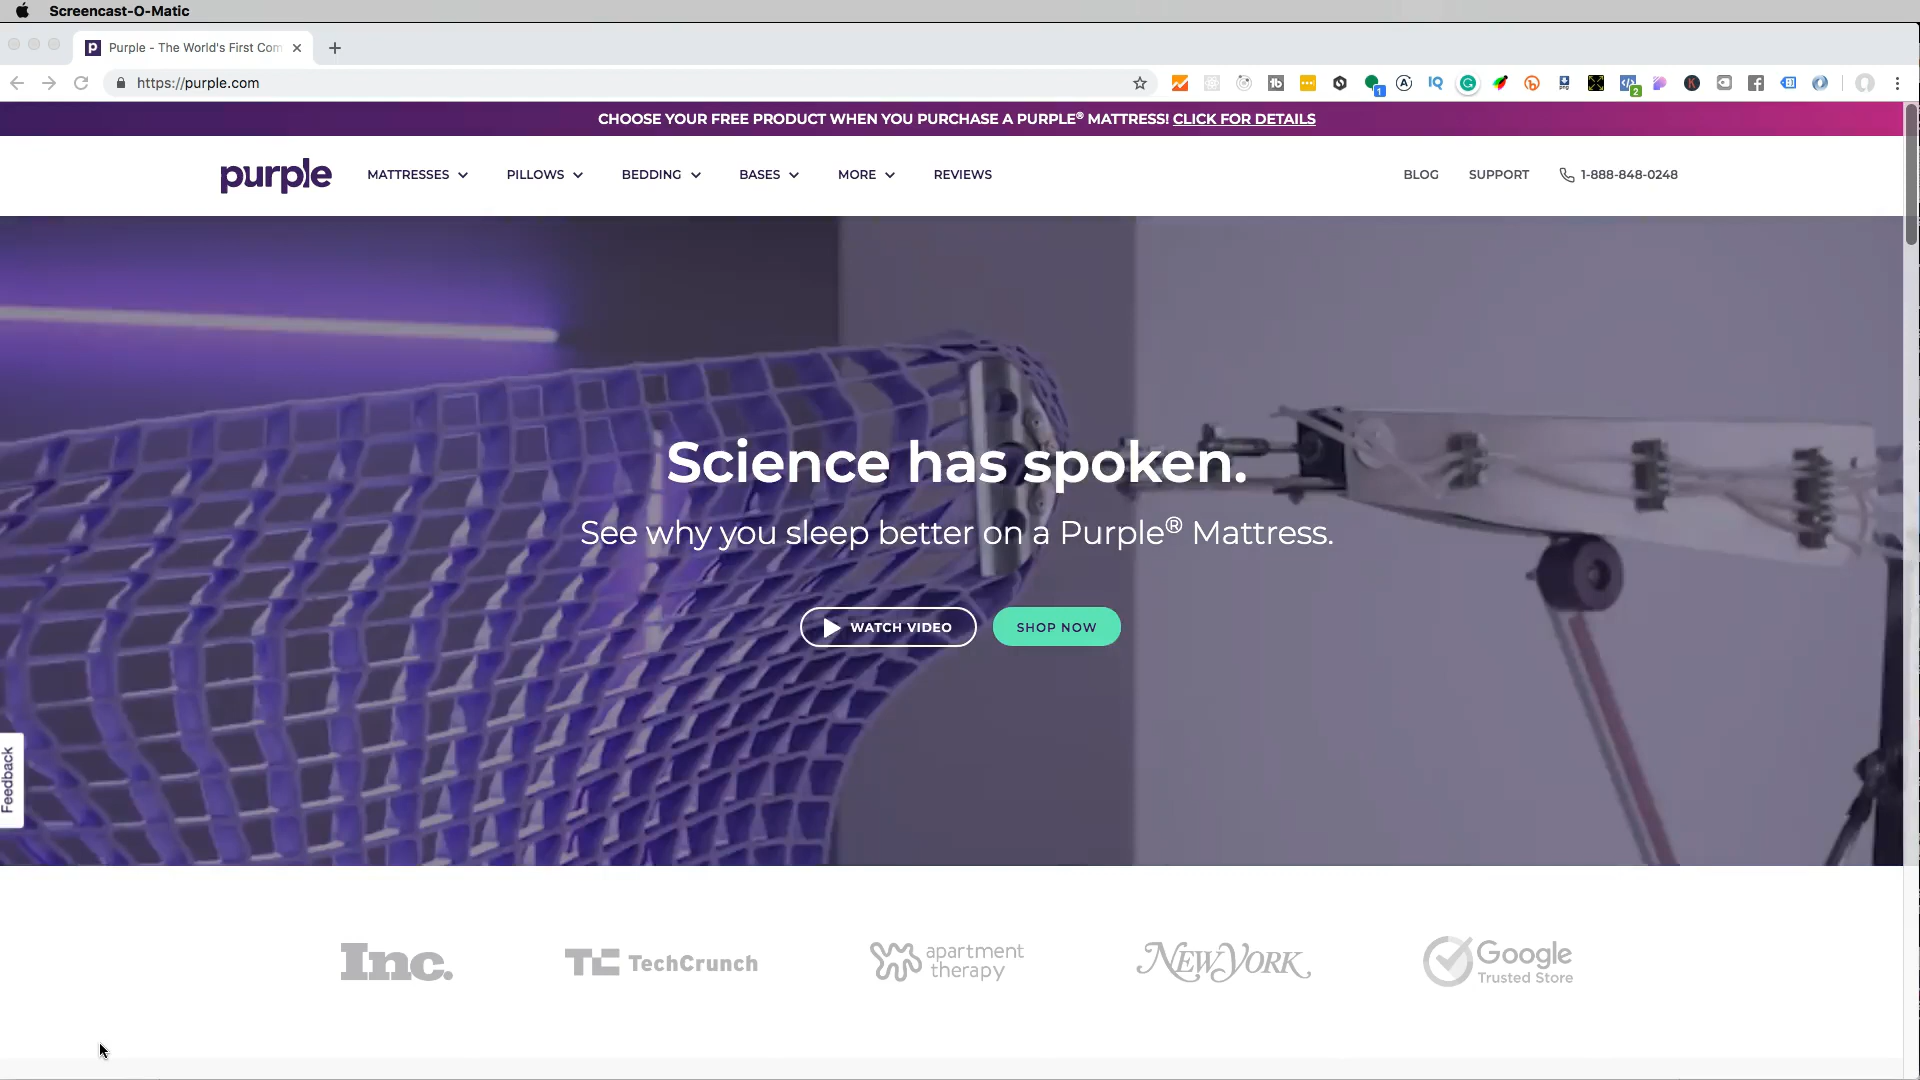 Screencast-O-Matic
Purple - The World's First Com
https://purple.com
CHOOSE YOUR FREE PRODUCT WHEN YOU PURCHASE A PURPLE® MATTRESS! CLICK FOR DETAILS
purple MATTRESSES PILLOWS BEDDING BASES MORE REVIEWS BLOG SUPPORT 1-888-848-0248
Science has spoken.
See why you sleep better on a Purple® Mattress.
WATCH VIDEO SHOP NOW
Feedback
Inc. TC TechCrunch apartment therapy NEW YORK Google Trusted Store